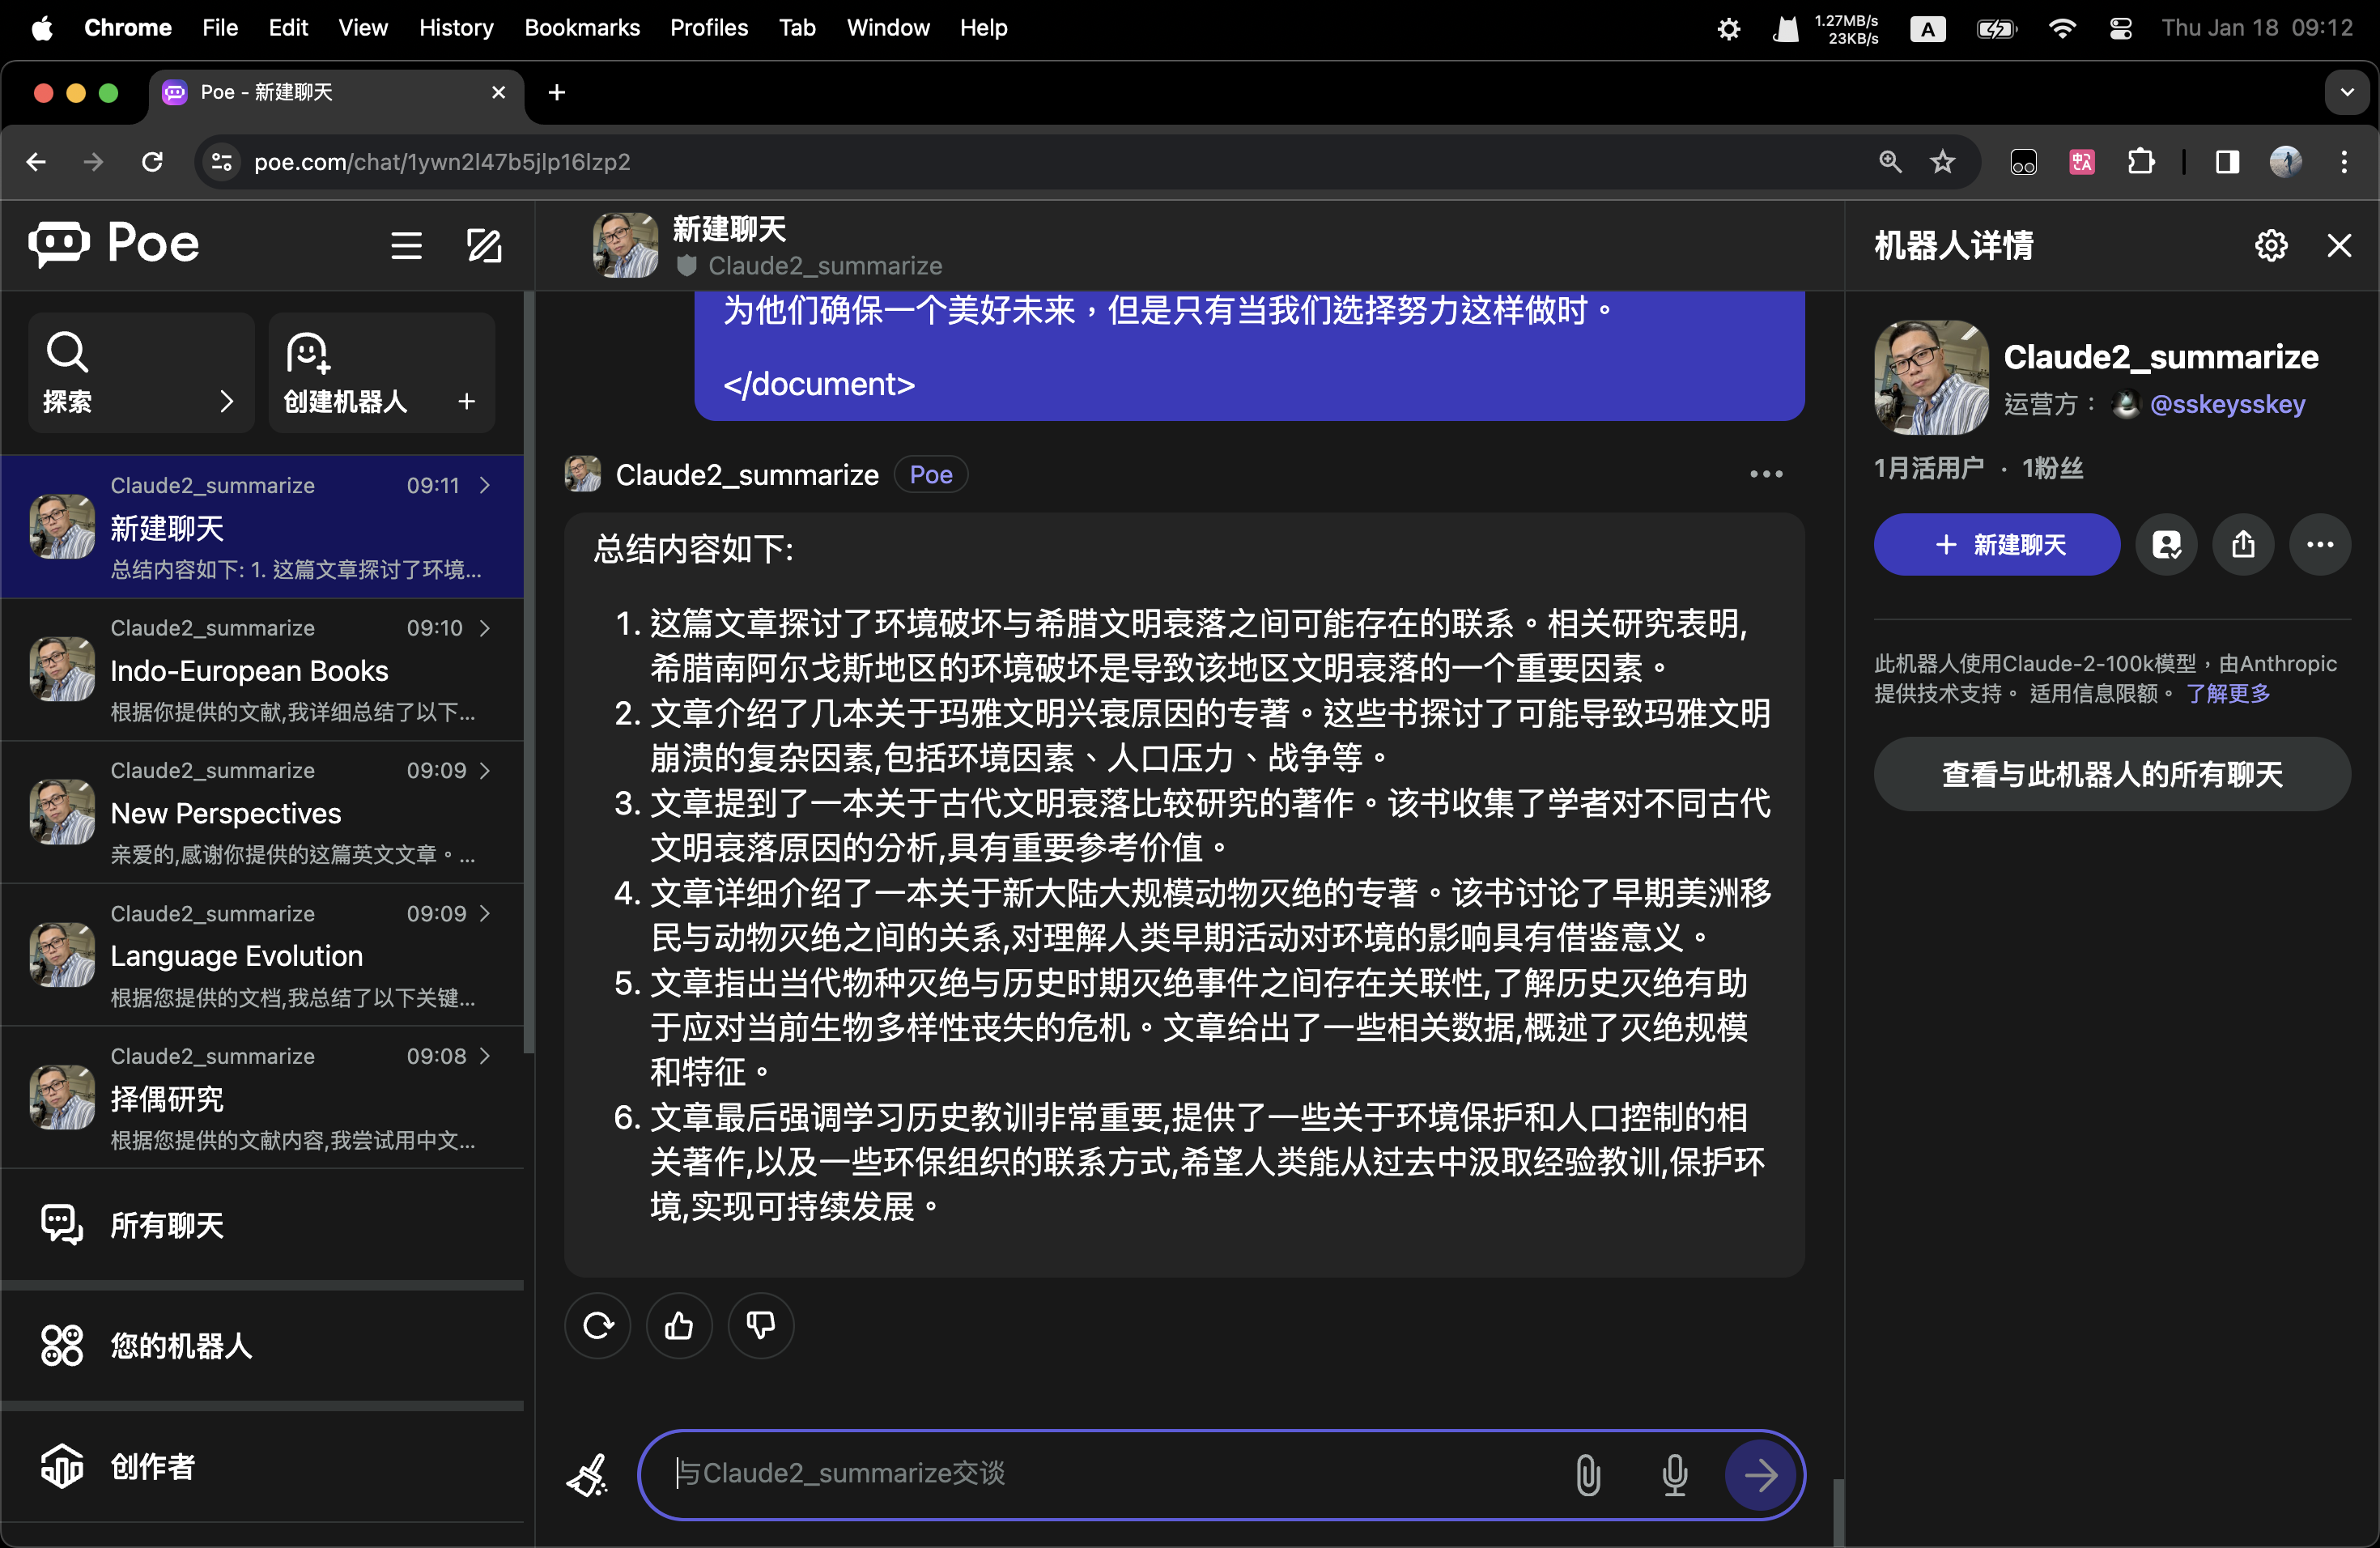 Chrome File Edit View History Bookmarks Profiles Tab Window Help
1.27MB/s
23KB/s
A
Thu Jan 18 09:12
Poe - 新建聊天
poe.com/chat/1ywn2l47b5jlp16lzp2
Poe
探索
创建机器人
Claude2_summarize 09:11
新建聊天
总结内容如下: 1. 这篇文章探讨了环境...
Claude2_summarize 09:10
Indo-European Books
根据你提供的文献,我详细总结了以下...
Claude2_summarize 09:09
New Perspectives
亲爱的,感谢你提供的这篇英文文章。...
Claude2_summarize 09:09
Language Evolution
根据您提供的文档,我总结了以下关键...
Claude2_summarize 09:08
择偶研究
根据您提供的文献内容,我尝试用中文...
所有聊天
您的机器人
创作者
新建聊天
Claude2_summarize
为他们确保一个美好未来，但是只有当我们选择努力这样做时。
</document>
Claude2_summarize Poe
总结内容如下:
1. 这篇文章探讨了环境破坏与希腊文明衰落之间可能存在的联系。相关研究表明,
希腊南阿尔戈斯地区的环境破坏是导致该地区文明衰落的一个重要因素。
2. 文章介绍了几本关于玛雅文明兴衰原因的专著。这些书探讨了可能导致玛雅文明
崩溃的复杂因素,包括环境因素、人口压力、战争等。
3. 文章提到了一本关于古代文明衰落比较研究的著作。该书收集了学者对不同古代
文明衰落原因的分析,具有重要参考价值。
4. 文章详细介绍了一本关于新大陆大规模动物灭绝的专著。该书讨论了早期美洲移
民与动物灭绝之间的关系,对理解人类早期活动对环境的影响具有借鉴意义。
5. 文章指出当代物种灭绝与历史时期灭绝事件之间存在关联性,了解历史灭绝有助
于应对当前生物多样性丧失的危机。文章给出了一些相关数据,概述了灭绝规模
和特征。
6. 文章最后强调学习历史教训非常重要,提供了一些关于环境保护和人口控制的相
关著作,以及一些环保组织的联系方式,希望人类能从过去中汲取经验教训,保护环
境,实现可持续发展。
与Claude2_summarize交谈
机器人详情
Claude2_summarize
运营方： @sskeysskey
1月活用户 · 1粉丝
新建聊天
此机器人使用Claude-2-100k模型，由Anthropic
提供技术支持。 适用信息限额。 了解更多
查看与此机器人的所有聊天